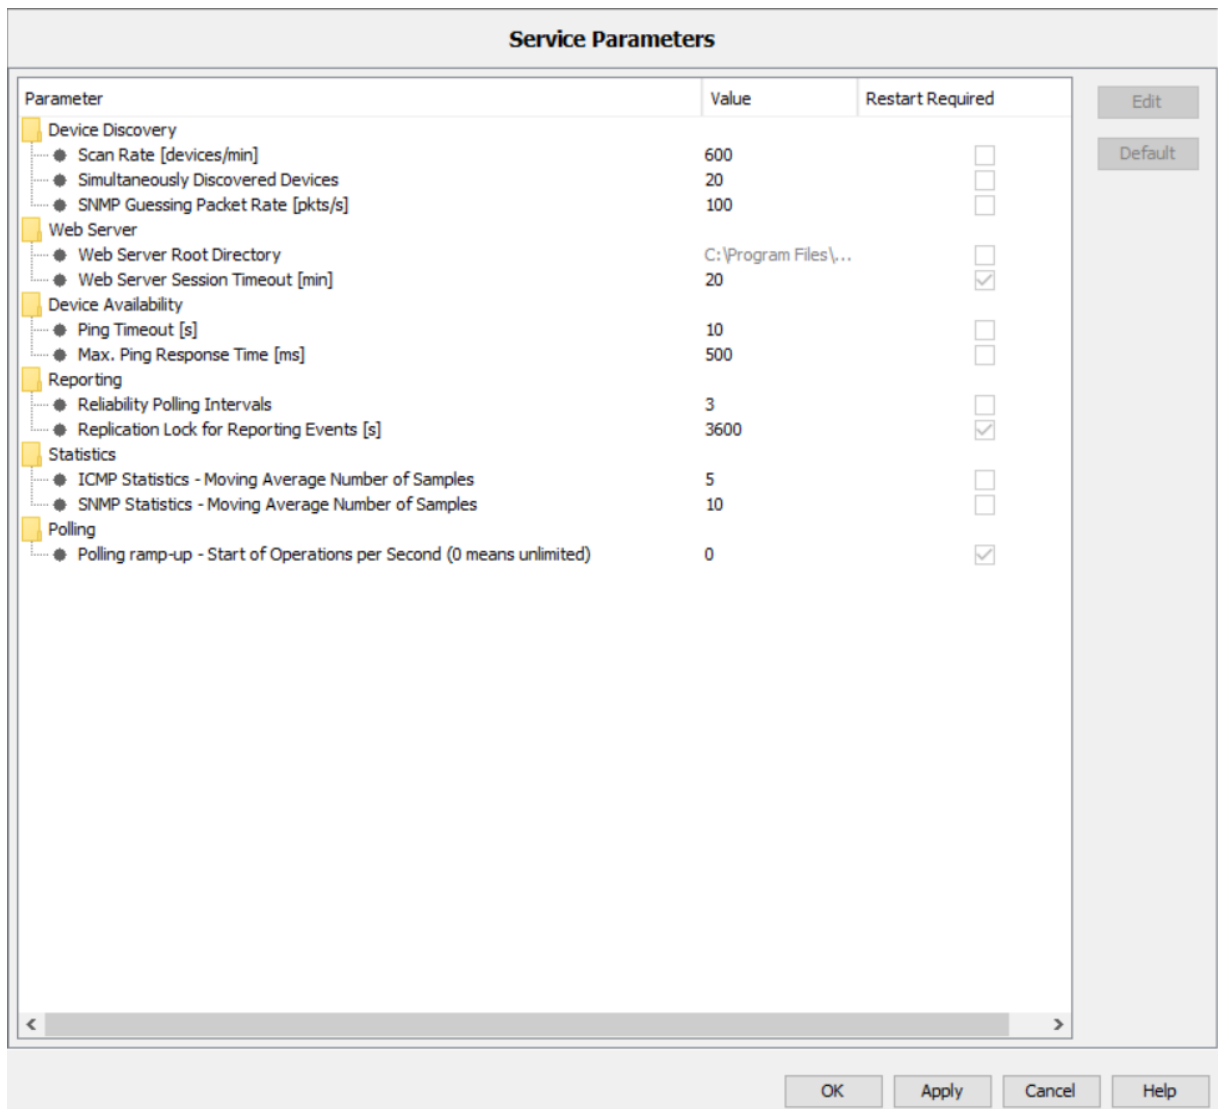 Service Parameters
Parameter Value Restart Required
Edit
Default
Device Discovery
Scan Rate [devices/min] 600
Simultaneously Discovered Devices 20
SNMP Guessing Packet Rate [pkts/s] 100
Web Server
Web Server Root Directory C:\Program Files\...
Web Server Session Timeout [min] 20
Device Availability
Ping Timeout [s] 10
Max. Ping Response Time [ms] 500
Reporting
Reliability Polling Intervals 3
Replication Lock for Reporting Events [s] 3600
Statistics
ICMP Statistics - Moving Average Number of Samples 5
SNMP Statistics - Moving Average Number of Samples 10
Polling
Polling ramp-up - Start of Operations per Second (0 means unlimited) 0
OK Apply Cancel Help